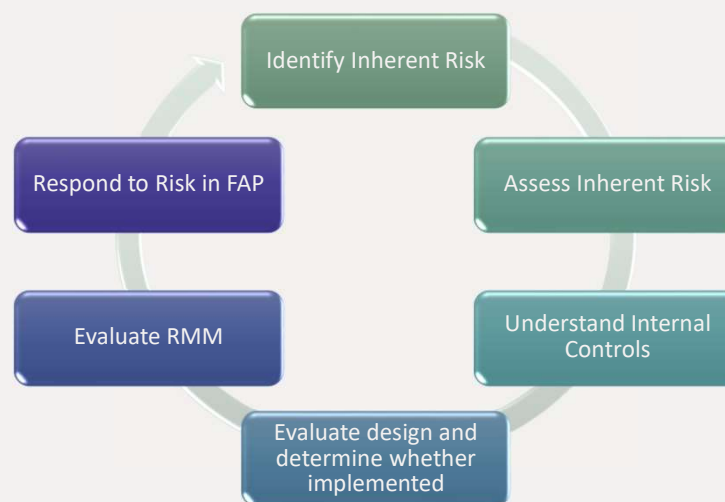 Identify Inherent Risk
Assess Inherent Risk
Understand Internal
Controls
Evaluate design and
determine whether
implemented
Evaluate RMM
Respond to Risk in FAP